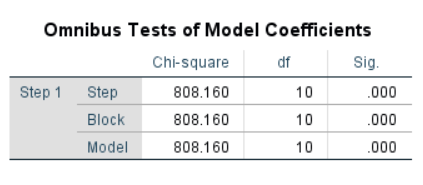 Omnibus Tests of Model Coefficients
Chi-square df Sig.
Step 1 Step 808.160 10 .000
Block 808.160 10 .000
Model 808.160 10 .000